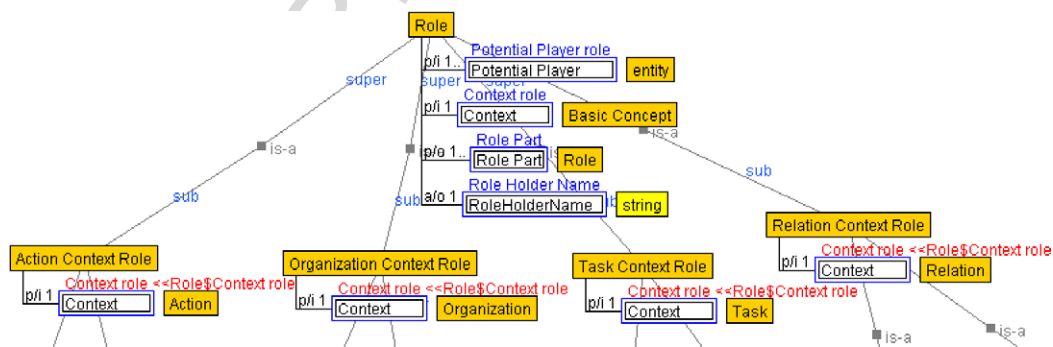 Role
Potential Player role
p/i 1.. Potential Player entity
super super super
Context role
p/i 1 Context Basic Concept
is-a is-a
Role Part
p/o 1.. Role Part Role
sub
Role Holder Name
sub a/o 1 RoleHolderName string
sub
Relation Context Role
Context role <<Role$Context role
p/i 1 Context Relation
Action Context Role
Context role <<Role$Context role
p/i 1 Context Action
Organization Context Role
Context role <<Role$Context role
p/i 1 Context Organization
Task Context Role
Context role <<Role$Context role
p/i 1 Context Task
is-a is-a